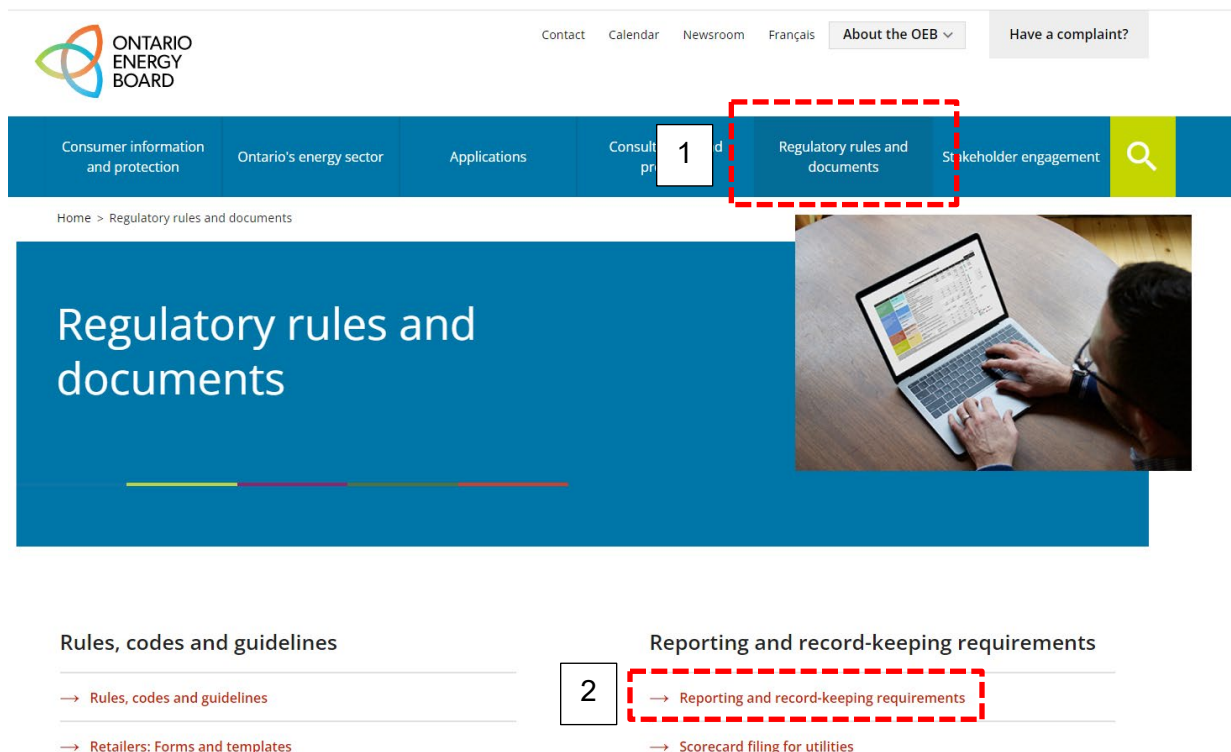 ONTARIO
ENERGY
BOARD
Contact Calendar Newsroom Français About the OEB Have a complaint?
Consumer information
and protection
Ontario's energy sector
Applications
1
Regulatory rules and
documents
Stakeholder engagement
Home > Regulatory rules and documents
Regulatory rules and
documents
Rules, codes and guidelines
→ Rules, codes and guidelines
→ Retailers: Forms and templates
Reporting and record-keeping requirements
2
→ Reporting and record-keeping requirements
→ Scorecard filing for utilities